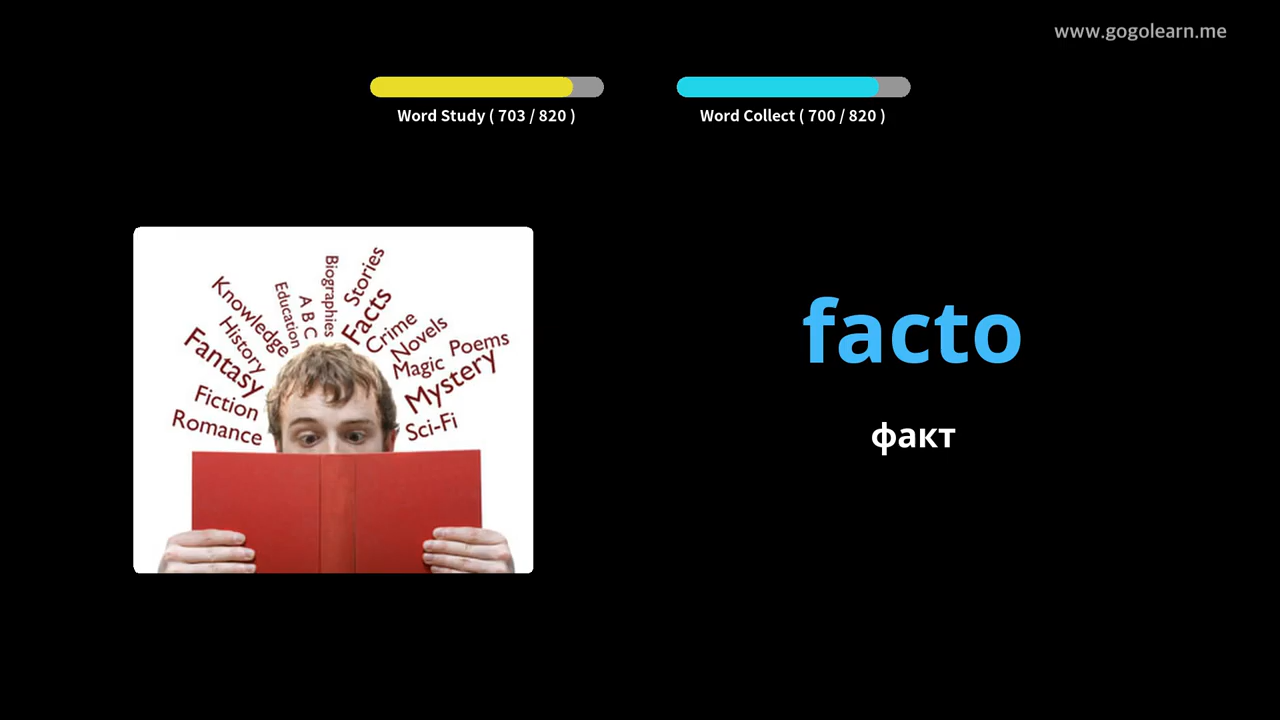 www.gogolearn.me
Word Study ( 703 / 820 )
Word Collect ( 700 / 820 )
Biographies
Stories
Education
A B C
Facts
Knowledge
Crime
History
Novels
Poems
Fantasy
Magic
Mystery
Fiction
Sci-Fi
Romance
facto
факт